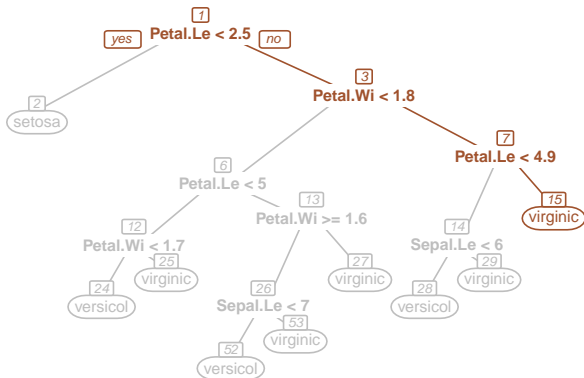 1
Petal.Le < 2.5
yes
no
2
setosa
3
Petal.Wi < 1.8
6
Petal.Le < 5
7
Petal.Le < 4.9
12
Petal.Wi < 1.7
13
Petal.Wi >= 1.6
14
Sepal.Le < 6
15
virginic
24
versicol
25
virginic
26
Sepal.Le < 7
27
virginic
28
versicol
29
virginic
52
versicol
53
virginic